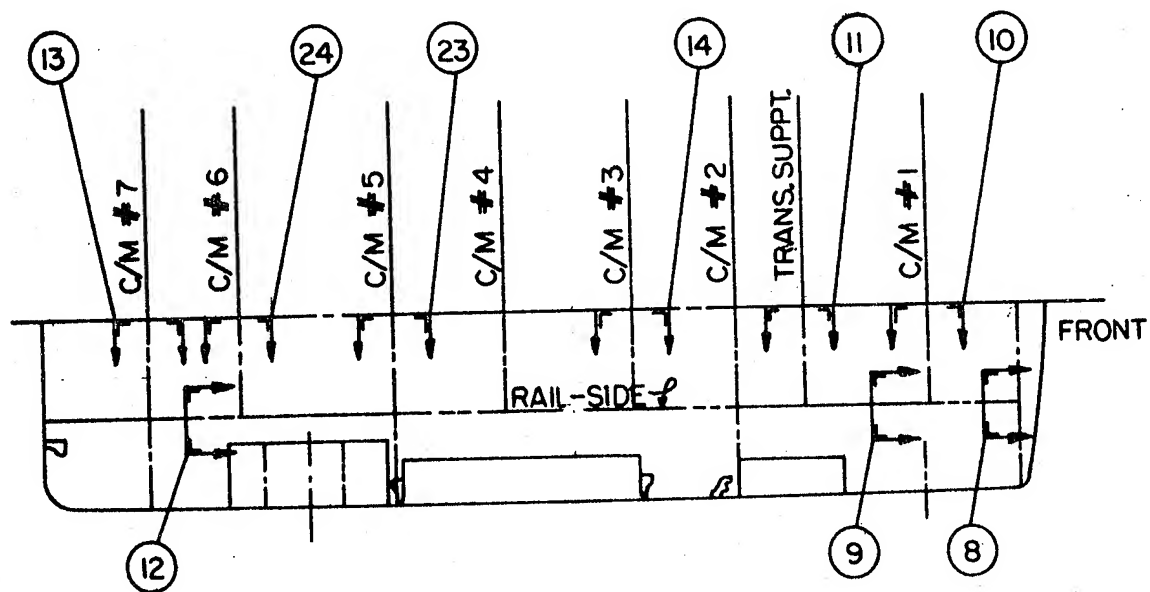 13
24
23
14
11
10
C/M #7
C/M #6
C/M #5
C/M #4
C/M #3
C/M #2
TRANS. SUPPT.
C/M #1
FRONT
RAIL-SIDE
12
9
8